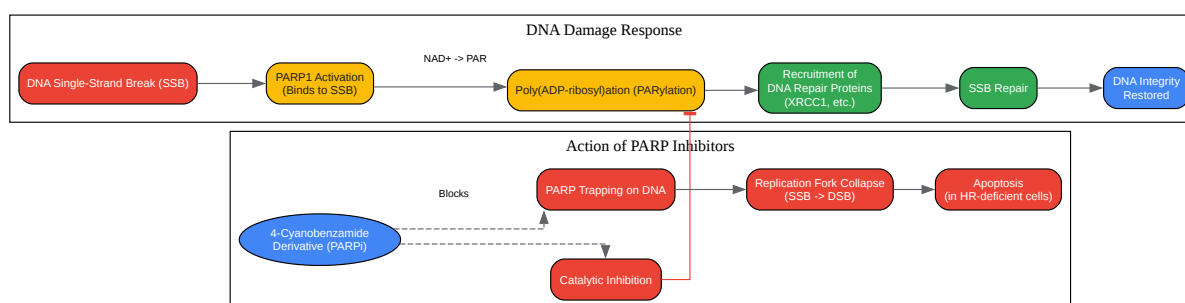 DNA Damage Response
DNA Single-Strand Break (SSB)
PARP1 Activation
(Binds to SSB)
NAD+ -> PAR
Poly(ADP-ribosyl)ation (PARylation)
Recruitment of
DNA Repair Proteins
(XRCC1, etc.)
SSB Repair
DNA Integrity
Restored
Action of PARP Inhibitors
4-Cyanobenzamide
Derivative (PARPi)
Blocks
PARP Trapping on DNA
Replication Fork Collapse
(SSB -> DSB)
Apoptosis
(in HR-deficient cells)
Catalytic Inhibition